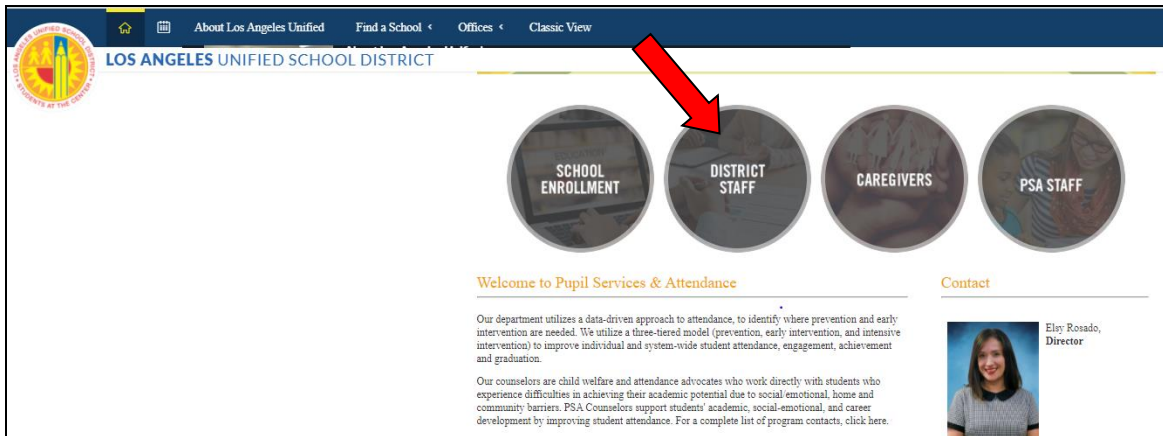 About Los Angeles Unified Find a School Offices Classic View
LOS ANGELES UNIFIED SCHOOL DISTRICT
STUDENTS AT THE CENTER
SCHOOL
ENROLLMENT
DISTRICT
STAFF
CAREGIVERS
PSA STAFF
Welcome to Pupil Services & Attendance
Our department utilizes a data-driven approach to attendance, to identify where prevention and early
intervention are needed. We utilize a three-tiered model (prevention, early intervention, and intensive
intervention) to improve individual and system-wide student attendance, engagement, achievement
and graduation.
Our counselors are child welfare and attendance advocates who work directly with students who
experience difficulties in achieving their academic potential due to social/emotional, home and
community barriers. PSA Counselors support students' academic, social-emotional, and career
development by improving student attendance. For a complete list of program contacts, click here.
Contact
Elsy Rosado,
Director